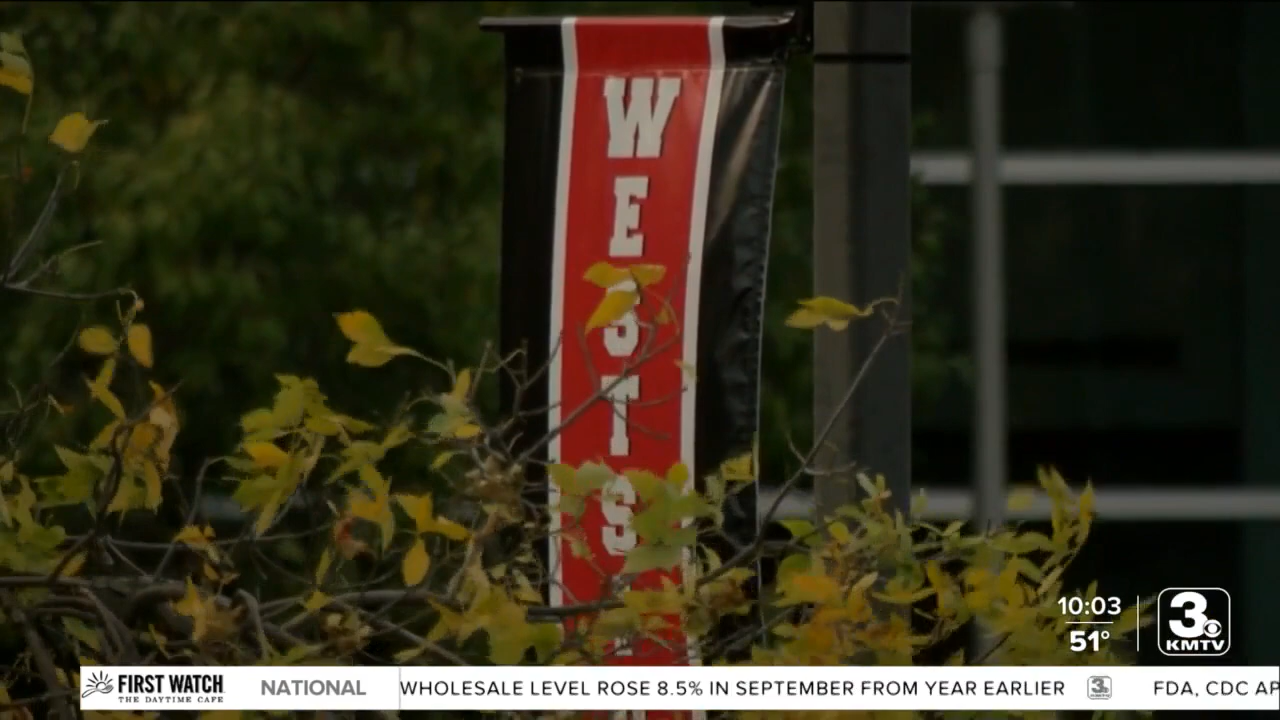 W
E
S
T
S
10:03
51°
3
KMTV
FIRST WATCH
THE DAYTIME CAFE
NATIONAL
WHOLESALE LEVEL ROSE 8.5% IN SEPTEMBER FROM YEAR EARLIER
3
FDA, CDC AP